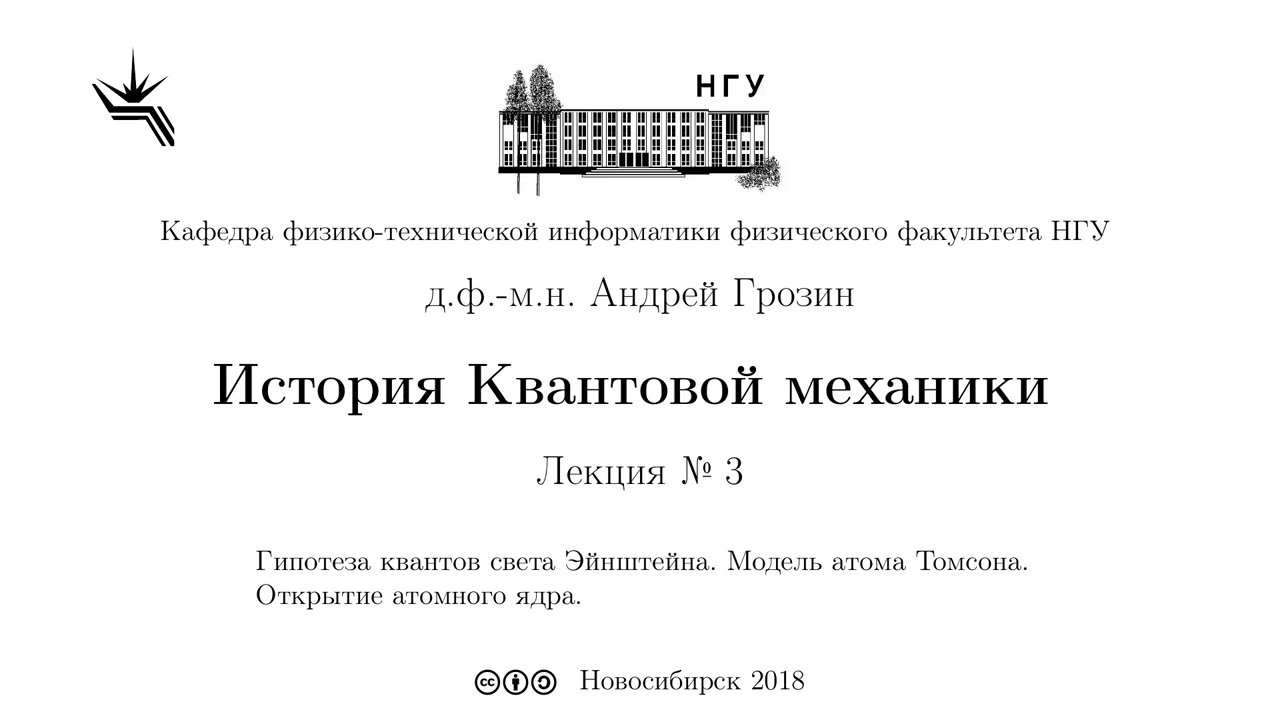 НГУ
Кафедра физико-технической информатики физического факультета НГУ
д.ф.-м.н. Андрей Грозин
История Квантовой механики
Лекция № 3
Гипотеза квантов света Эйнштейна. Модель атома Томсона.
Открытие атомного ядра.
cc Новосибирск 2018